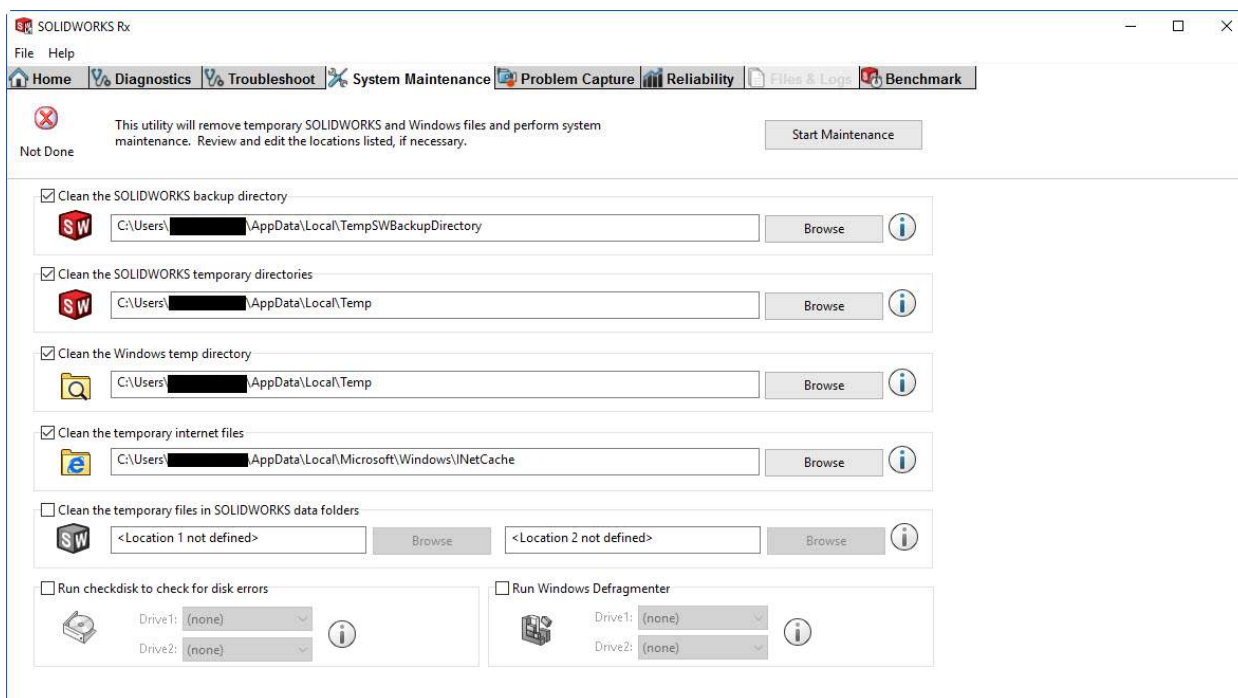 SOLIDWORKS Rx
File Help
Home Diagnostics Troubleshoot System Maintenance Problem Capture Reliability Files & Logs Benchmark
This utility will remove temporary SOLIDWORKS and Windows files and perform system
maintenance. Review and edit the locations listed, if necessary.
Start Maintenance
Not Done
Clean the SOLIDWORKS backup directory
SW C:\Users\ \AppData\Local\TempSWBackupDirectory Browse
Clean the SOLIDWORKS temporary directories
SW C:\Users\ \AppData\Local\Temp Browse
Clean the Windows temp directory
C:\Users\ \AppData\Local\Temp Browse
Clean the temporary internet files
C:\Users\ \AppData\Local\Microsoft\Windows\INetCache Browse
Clean the temporary files in SOLIDWORKS data folders
SW <Location 1 not defined> Browse <Location 2 not defined> Browse
Run checkdisk to check for disk errors
Drive1: (none)
Drive2: (none)
Run Windows Defragmenter
Drive1: (none)
Drive2: (none)